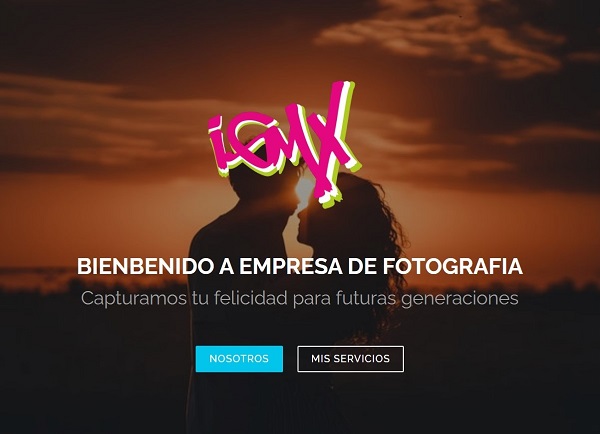 iGMX
BIENBENIDO A EMPRESA DE FOTOGRAFIA
Capturamos tu felicidad para futuras generaciones
NOSOTROS
MIS SERVICIOS